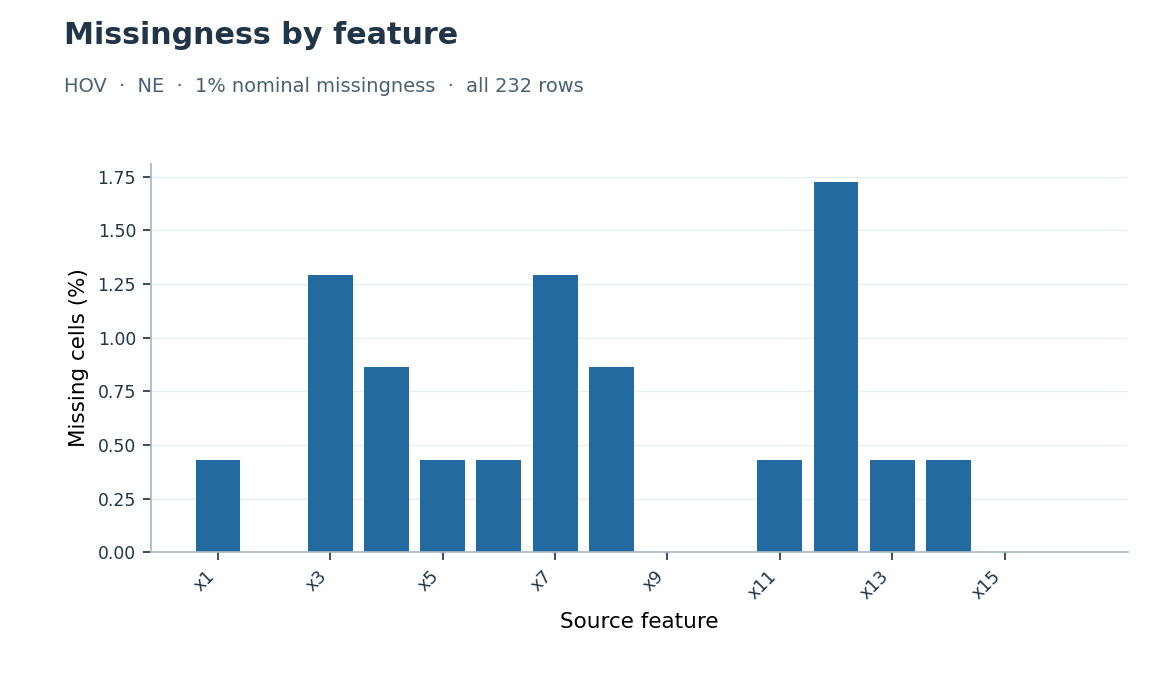 Missingness by feature
HOV · NE · 1% nominal missingness · all 232 rows
Missing cells (%)
1.75
1.50
1.25
1.00
0.75
0.50
0.25
0.00
x1
x3
x5
x7
x9
x11
x13
x15
Source feature